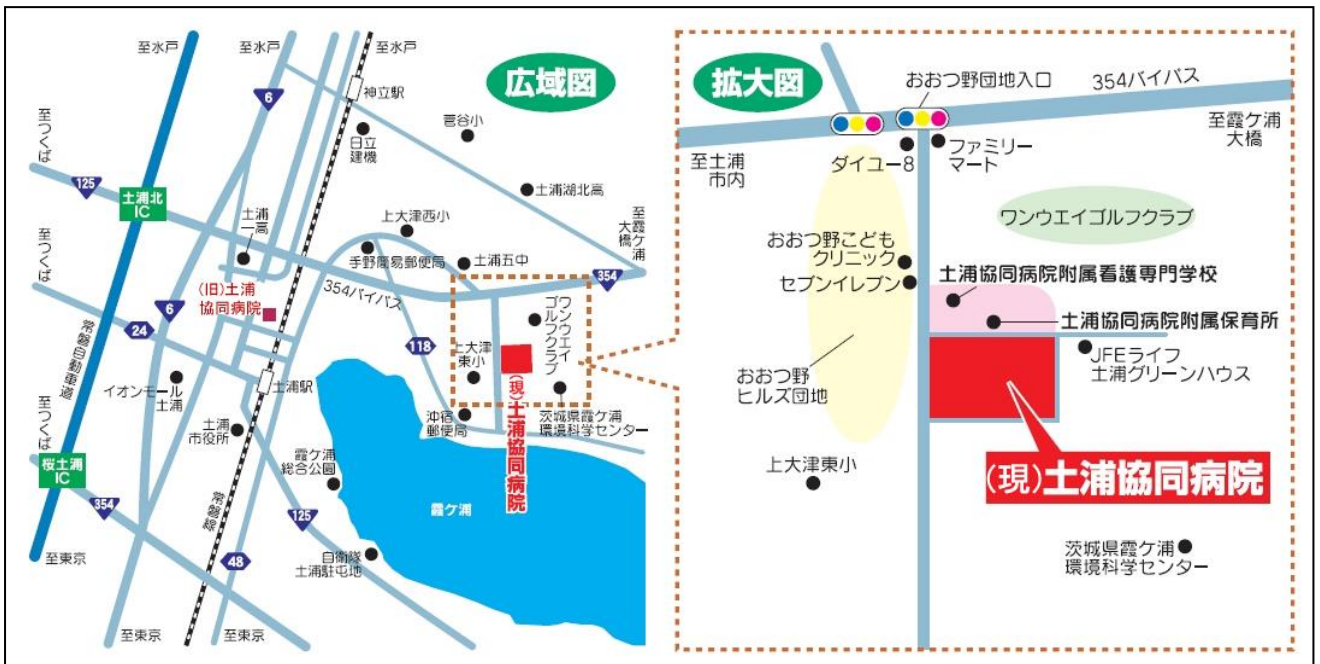 広域図
至水戸
至水戸
至水戸
6
神立駅
日立
建機
菅谷小
土浦湖北高
至つくば
125
土浦北
IC
土浦
一高
上大津西小
手野簡易郵便局
土浦五中
至霞ケ浦
大橋
354
354バイパス
至つくば
(旧)土浦
協同病院
6
24
118
上大津
東小
ワンウエイ
ゴルフクラブ
(現)土浦協同病院
常磐自動車道
イオンモール
土浦
土浦駅
沖宿
郵便局
茨城県霞ケ浦
環境科学センター
至つくば
土浦
市役所
霞ケ浦
総合公園
霞ケ浦
桜土浦
IC
354
125
常磐線
48
自衛隊
土浦駐屯地
至東京
至東京
至東京
拡大図
おおつ野団地入口
354バイパス
至土浦
市内
ダイユー8
ファミリー
マート
至霞ケ浦
大橋
ワンウエイゴルフクラブ
おおつ野こども
クリニック
セブンイレブン
土浦協同病院附属看護専門学校
土浦協同病院附属保育所
JFEライフ
土浦グリーンハウス
おおつ野
ヒルズ団地
上大津東小
(現)土浦協同病院
茨城県霞ケ浦
環境科学センター